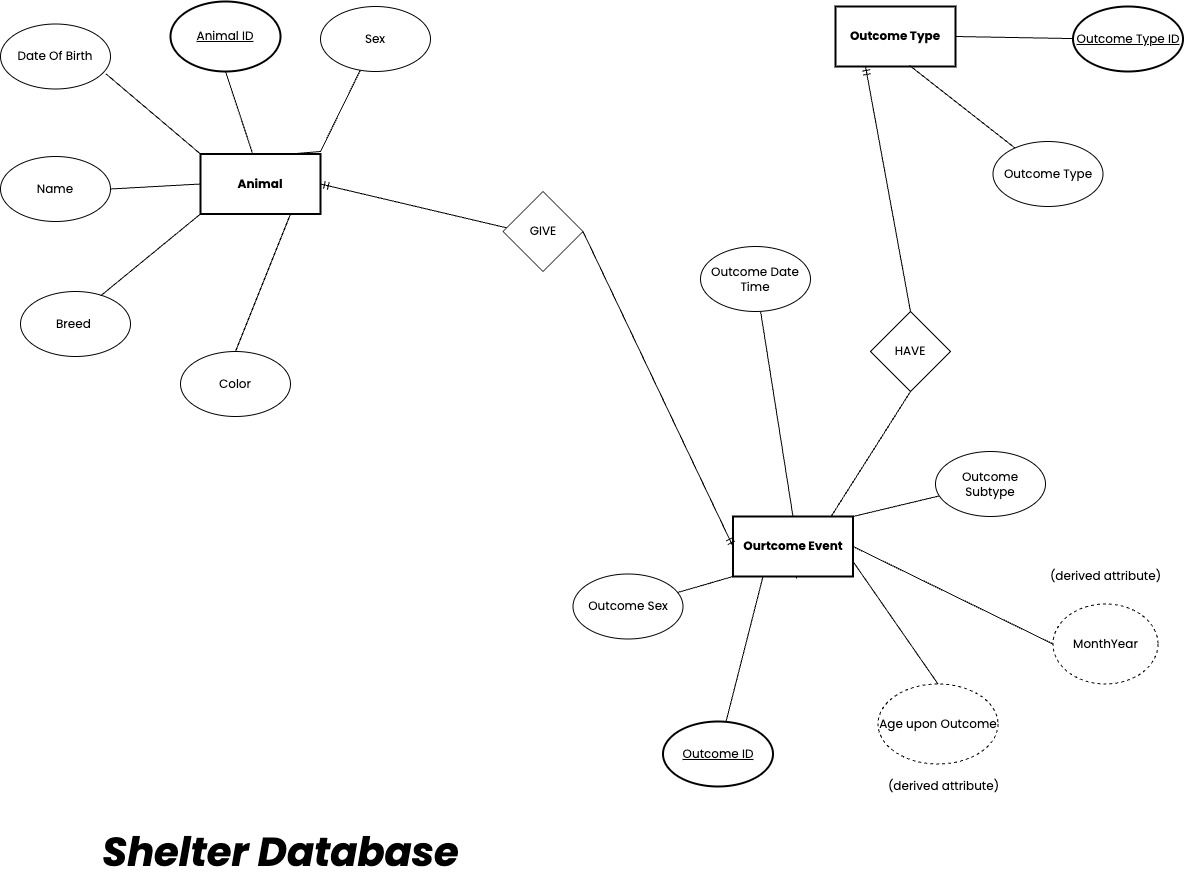 Animal ID
Sex
Outcome Type
Outcome Type ID
Date Of Birth
Outcome Type
Name
Animal
GIVE
Outcome Date
Time
HAVE
Breed
Color
Outcome
Subtype
Ourtcome Event
(derived attribute)
Outcome Sex
MonthYear
Age upon Outcome
Outcome ID
(derived attribute)
Shelter Database